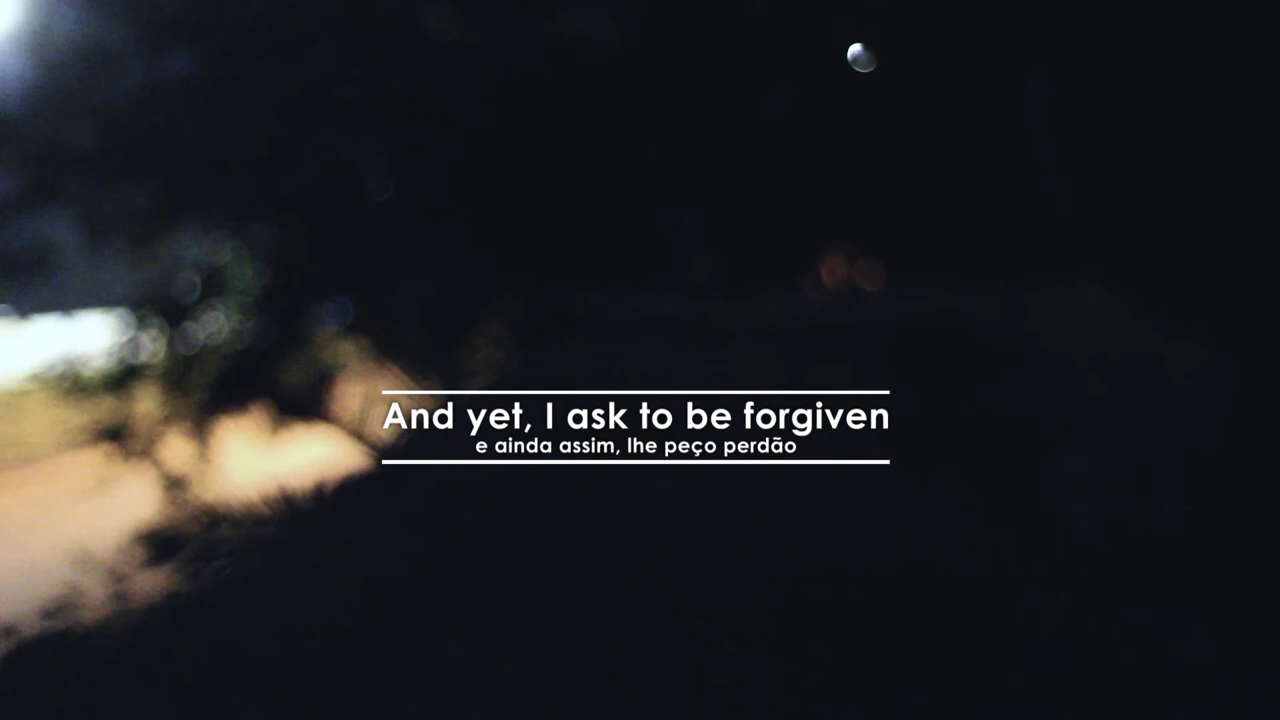 And yet, I ask to be forgiven
e ainda assim, lhe peço perdão